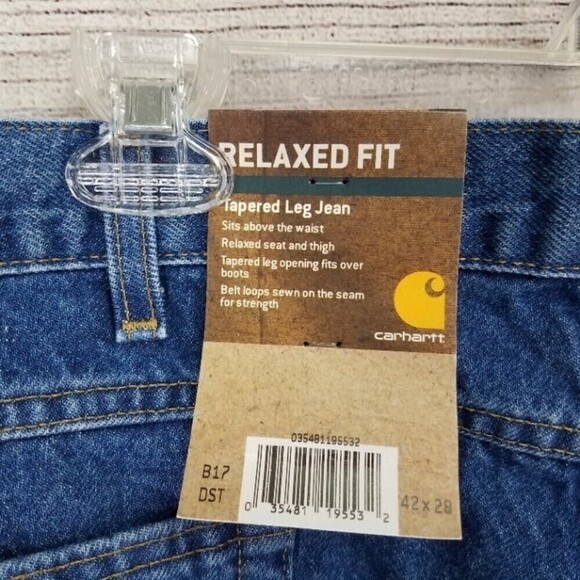 RELAXED FIT
Tapered Leg Jean
Sits above the waist
Relaxed seat and thigh
Tapered leg opening fits over
boots
Belt loops sewn on the seam
for strength
carhartt
035481195532
B17
DST
42 x 28
0 35481 19553 2